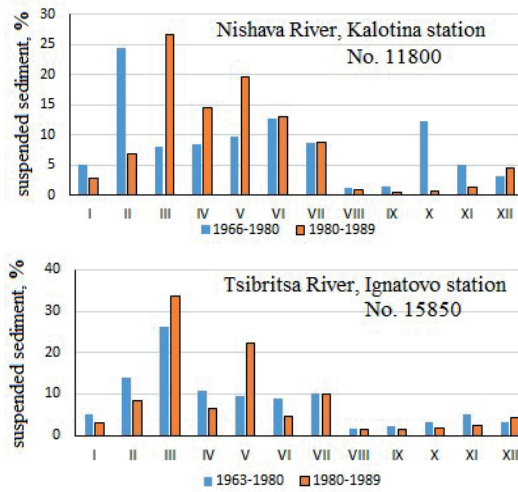 Nishava River, Kalotina station
No. 11800
suspended sediment, %
30
25
20
15
10
5
0
I II III IV V VI VII VIII IX X XI XII
1966-1980 1980-1989
Tsibritsa River, Ignatovo station
No. 15850
suspended sediment, %
40
30
20
10
0
I II III IV V VI VII VIII IX X XI XII
1963-1980 1980-1989